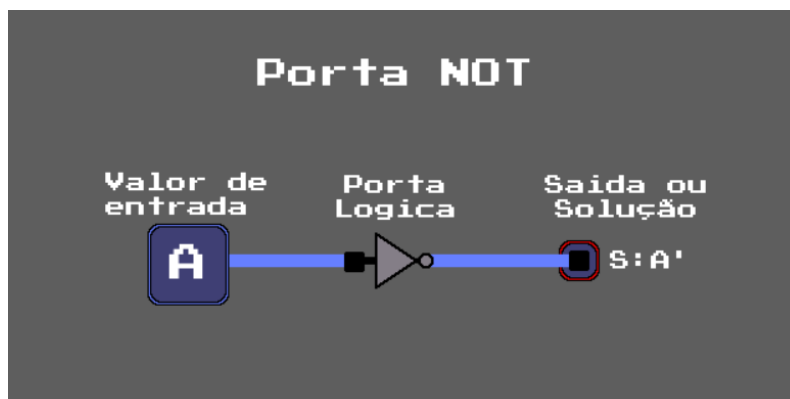 Porta NOT
Valor de
entrada
Porta
Logica
Saida ou
Solução
A
S:A'